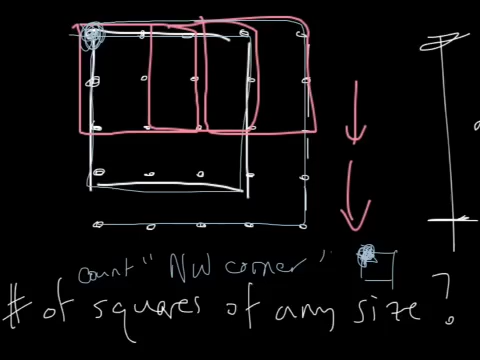 count "NW corner"
# of squares of any size?